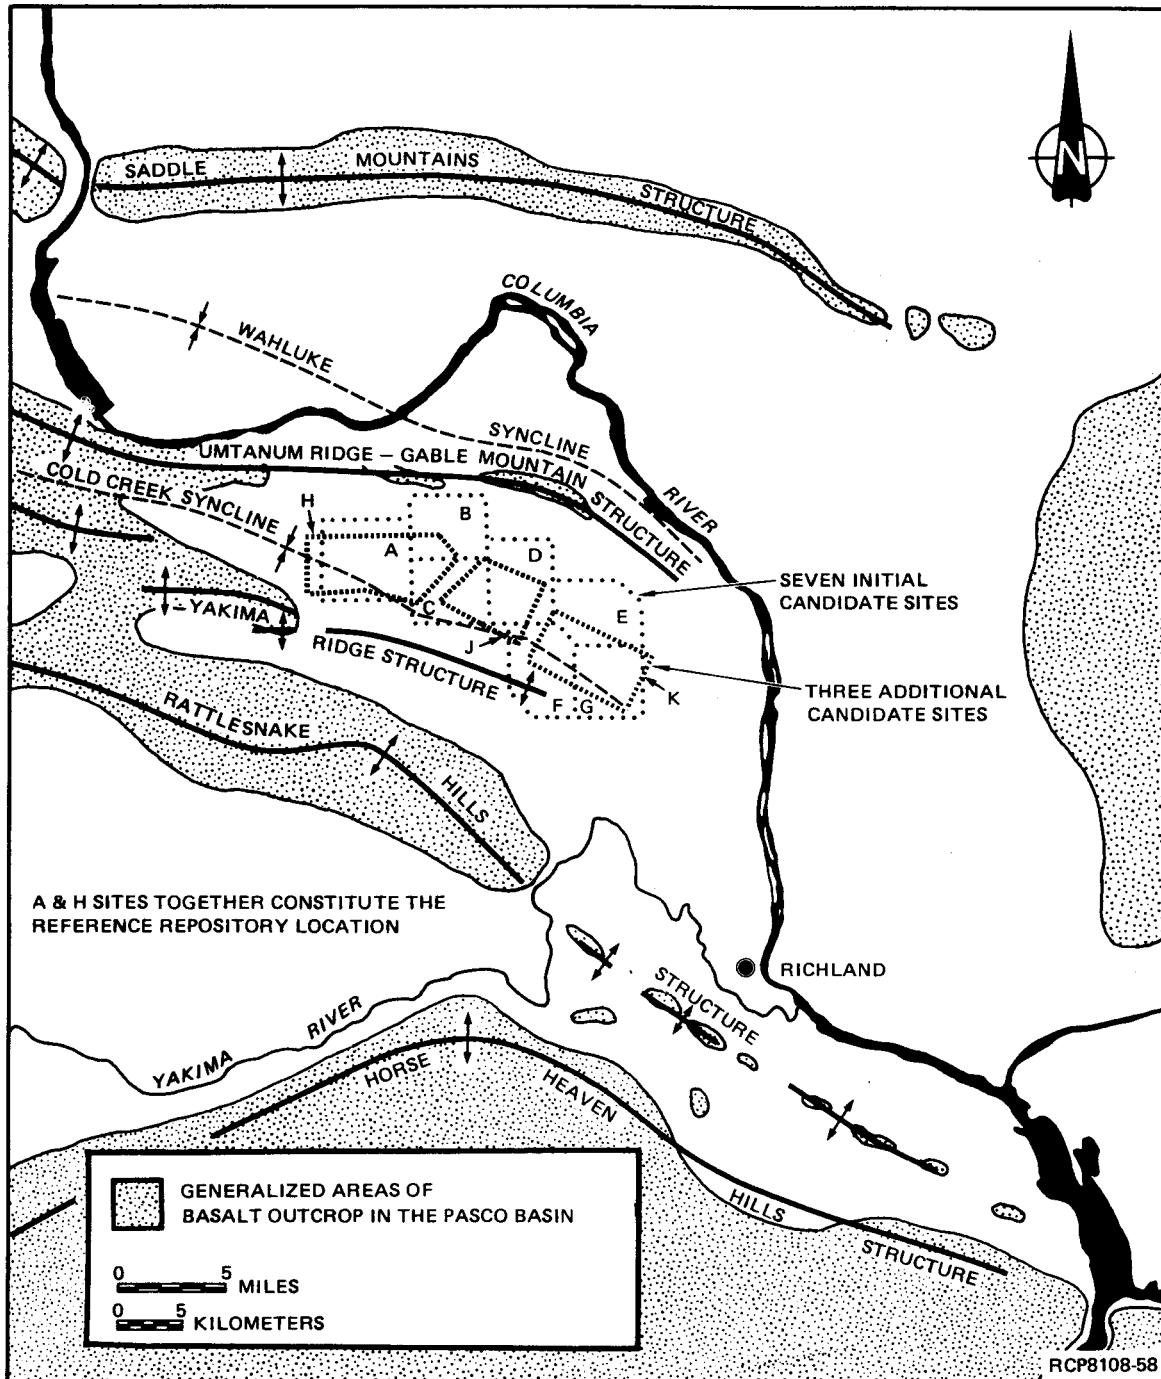 N
SADDLE MOUNTAINS STRUCTURE
COLUMBIA
WAHLUKE
SYNCLINE
RIVER
UMTANUM RIDGE – GABLE MOUNTAIN STRUCTURE
COLD CREEK SYNCLINE
H
B
A
D
C
E
J
F
G
K
SEVEN INITIAL
CANDIDATE SITES
THREE ADDITIONAL
CANDIDATE SITES
YAKIMA
RIDGE STRUCTURE
RATTLESNAKE
HILLS
STRUCTURE
A & H SITES TOGETHER CONSTITUTE THE
REFERENCE REPOSITORY LOCATION
RICHLAND
YAKIMA RIVER
HORSE HEAVEN
HILLS
STRUCTURE
GENERALIZED AREAS OF
BASALT OUTCROP IN THE PASCO BASIN
0 5 MILES
0 5 KILOMETERS
RCP8108-58